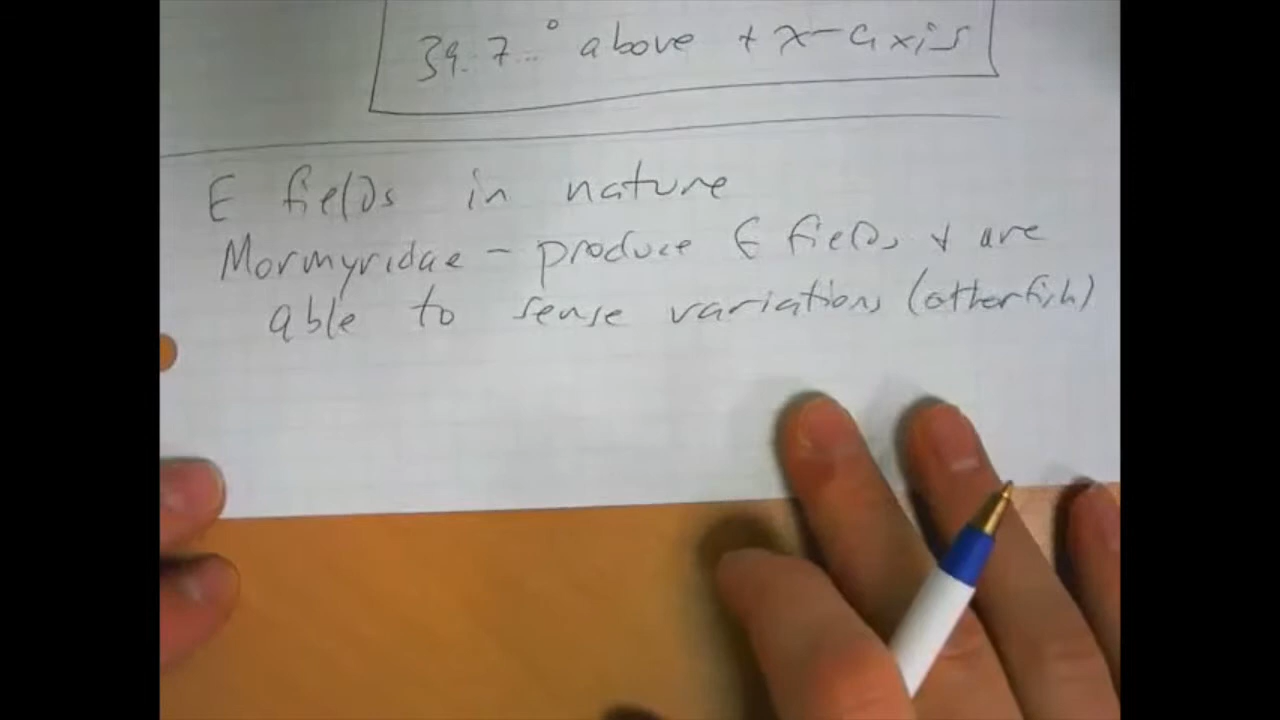 39.7...° above + x-axis
E fields in nature
Mormyridae - produce E fields & are
able to sense variations (other fish)